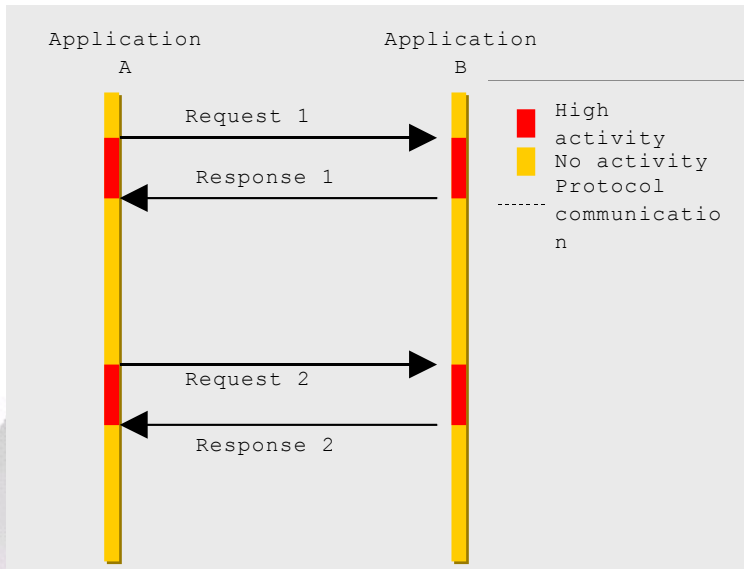 Application
A
Application
B
Request 1
Response 1
Request 2
Response 2
High
activity
No activity
Protocol
communicatio
n